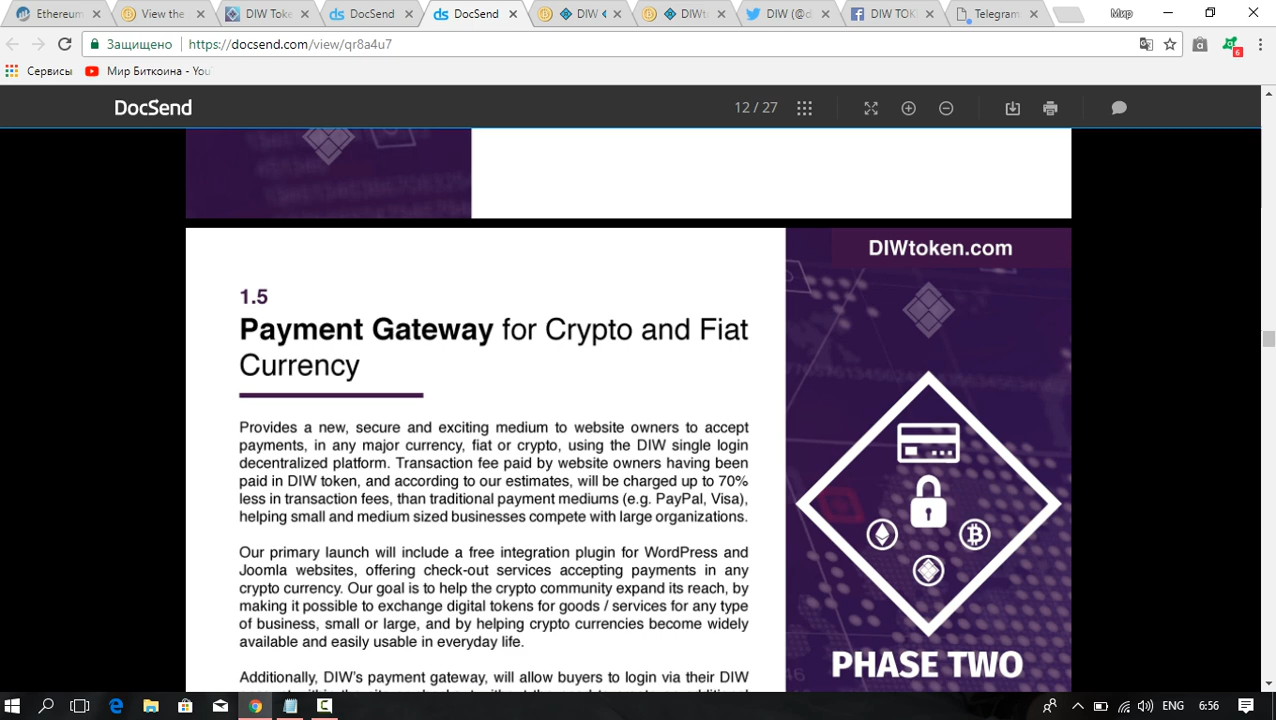 Ethereum
View the
DIW Toke
DocSend
DocSend
DIW
DIWt
DIW (@d
DIW TOK
Telegram
Мир
Защищено
https://docsend.com/view/qr8a4u7
6
Сервисы
Мир Биткоина - You
DocSend
12 / 27
DIWtoken.com
1.5
Payment Gateway for Crypto and Fiat
Currency
Provides a new, secure and exciting medium to website owners to accept
payments, in any major currency, fiat or crypto, using the DIW single login
decentralized platform. Transaction fee paid by website owners having been
paid in DIW token, and according to our estimates, will be charged up to 70%
less in transaction fees, than traditional payment mediums (e.g. PayPal, Visa),
helping small and medium sized businesses compete with large organizations.
Our primary launch will include a free integration plugin for WordPress and
Joomla websites, offering check-out services accepting payments in any
crypto currency. Our goal is to help the crypto community expand its reach, by
making it possible to exchange digital tokens for goods / services for any type
of business, small or large, and by helping crypto currencies become widely
available and easily usable in everyday life.
Additionally, DIW's payment gateway, will allow buyers to login via their DIW
PHASE TWO
ENG
6:56